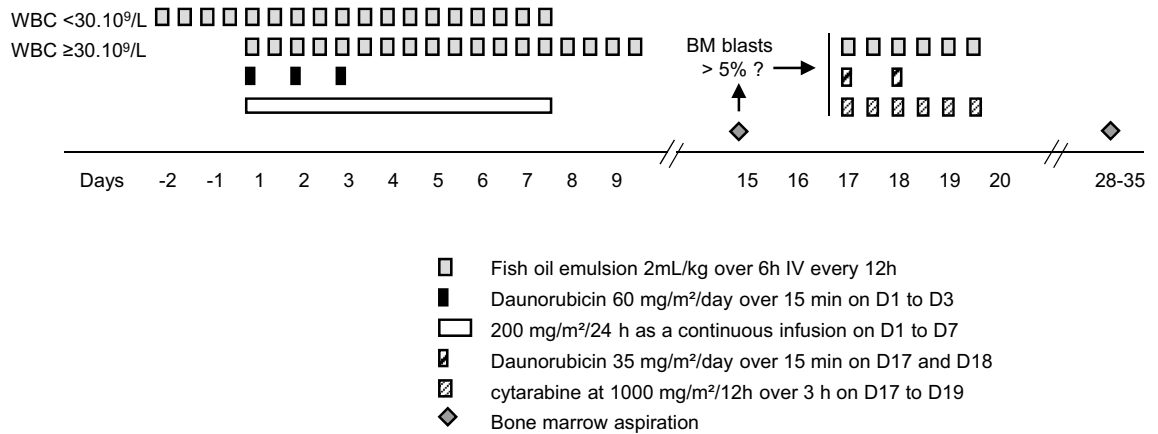 WBC <30.10⁹/L
WBC ≥30.10⁹/L
BM blasts
> 5% ?
Days -2 -1 1 2 3 4 5 6 7 8 9 15 16 17 18 19 20 28-35
Fish oil emulsion 2mL/kg over 6h IV every 12h
Daunorubicin 60 mg/m²/day over 15 min on D1 to D3
200 mg/m²/24 h as a continuous infusion on D1 to D7
Daunorubicin 35 mg/m²/day over 15 min on D17 and D18
cytarabine at 1000 mg/m²/12h over 3 h on D17 to D19
Bone marrow aspiration